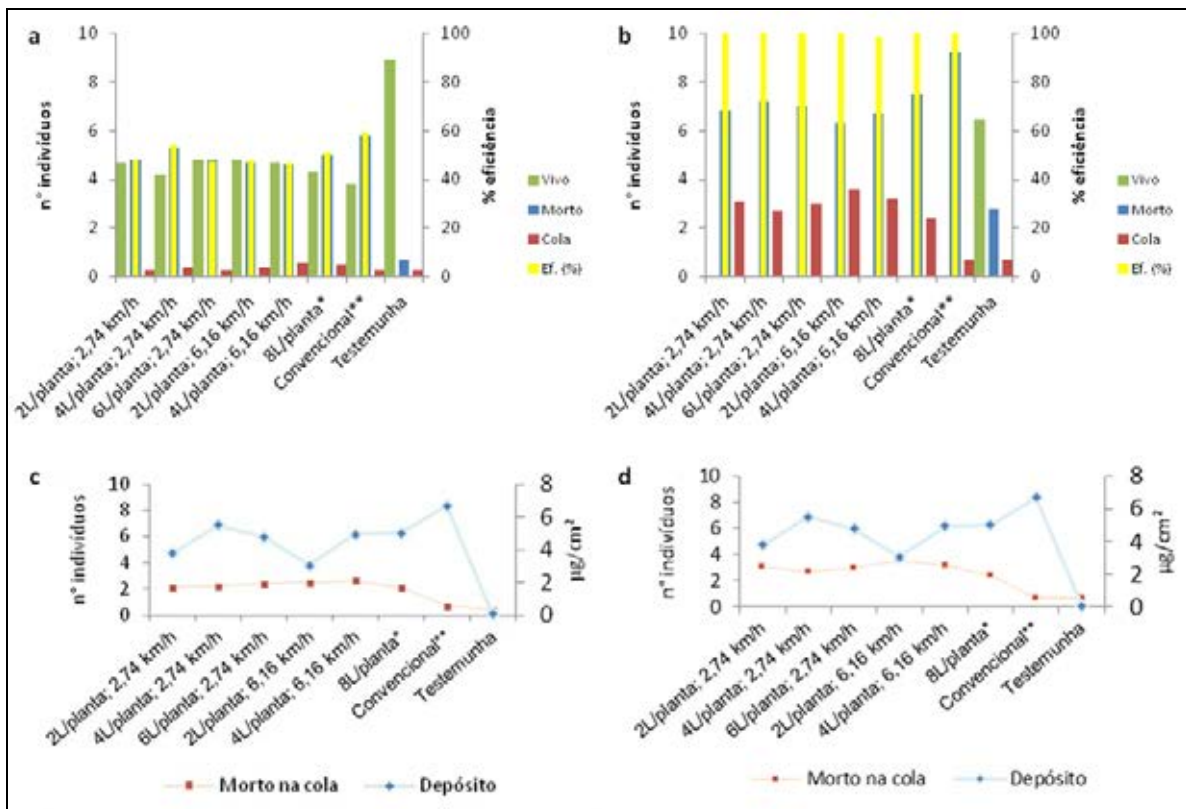 a
n° indivíduos
10
8
6
4
2
0
100
80
60
40
20
0
% eficiência
Vivo
Morto
Cola
Ef. (%)
2L/planta; 2,74 km/h
4L/planta; 2,74 km/h
6L/planta; 2,74 km/h
2L/planta; 6,16 km/h
4L/planta; 6,16 km/h
8L/planta*
Convencional**
Testemunha
b
n° indivíduos
10
8
6
4
2
0
100
80
60
40
20
0
% eficiência
Vivo
Morto
Cola
Ef. (%)
2L/planta; 2,74 km/h
4L/planta; 2,74 km/h
6L/planta; 2,74 km/h
2L/planta; 6,16 km/h
4L/planta; 6,16 km/h
8L/planta*
Convencional**
Testemunha
c
n° indivíduos
10
8
6
4
2
0
8
6
4
2
0
µg/cm²
2L/planta; 2,74 km/h
4L/planta; 2,74 km/h
6L/planta; 2,74 km/h
2L/planta; 6,16 km/h
4L/planta; 6,16 km/h
8L/planta*
Convencional**
Testemunha
Morto na cola
Depósito
d
n° indivíduos
10
8
6
4
2
0
8
6
4
2
0
µg/cm²
2L/planta; 2,74 km/h
4L/planta; 2,74 km/h
6L/planta; 2,74 km/h
2L/planta; 6,16 km/h
4L/planta; 6,16 km/h
8L/planta*
Convencional**
Testemunha
Morto na cola
Depósito